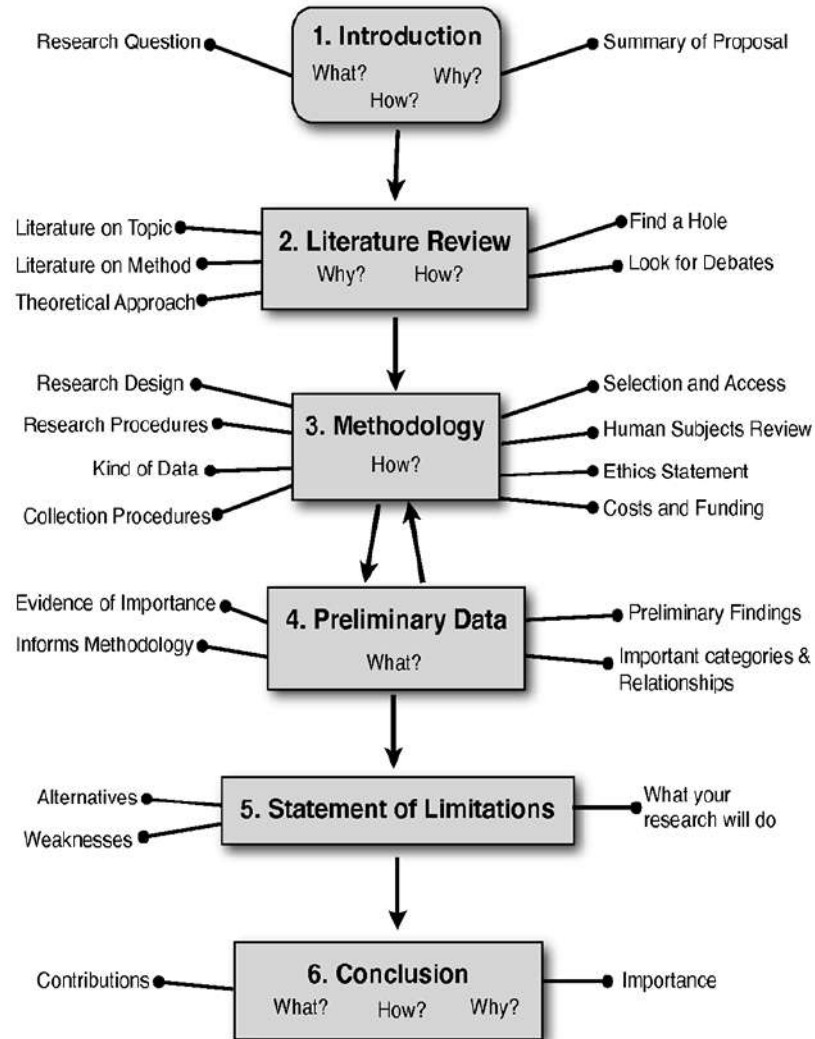 1. Introduction
Research Question
Summary of Proposal
What?
Why?
How?
2. Literature Review
Literature on Topic
Literature on Method
Theoretical Approach
Find a Hole
Look for Debates
Why?
How?
3. Methodology
Research Design
Research Procedures
Kind of Data
Collection Procedures
Selection and Access
Human Subjects Review
Ethics Statement
Costs and Funding
How?
4. Preliminary Data
Evidence of Importance
Informs Methodology
Preliminary Findings
Important categories &
Relationships
What?
5. Statement of Limitations
Alternatives
Weaknesses
What your
research will do
6. Conclusion
Contributions
Importance
What?
How?
Why?